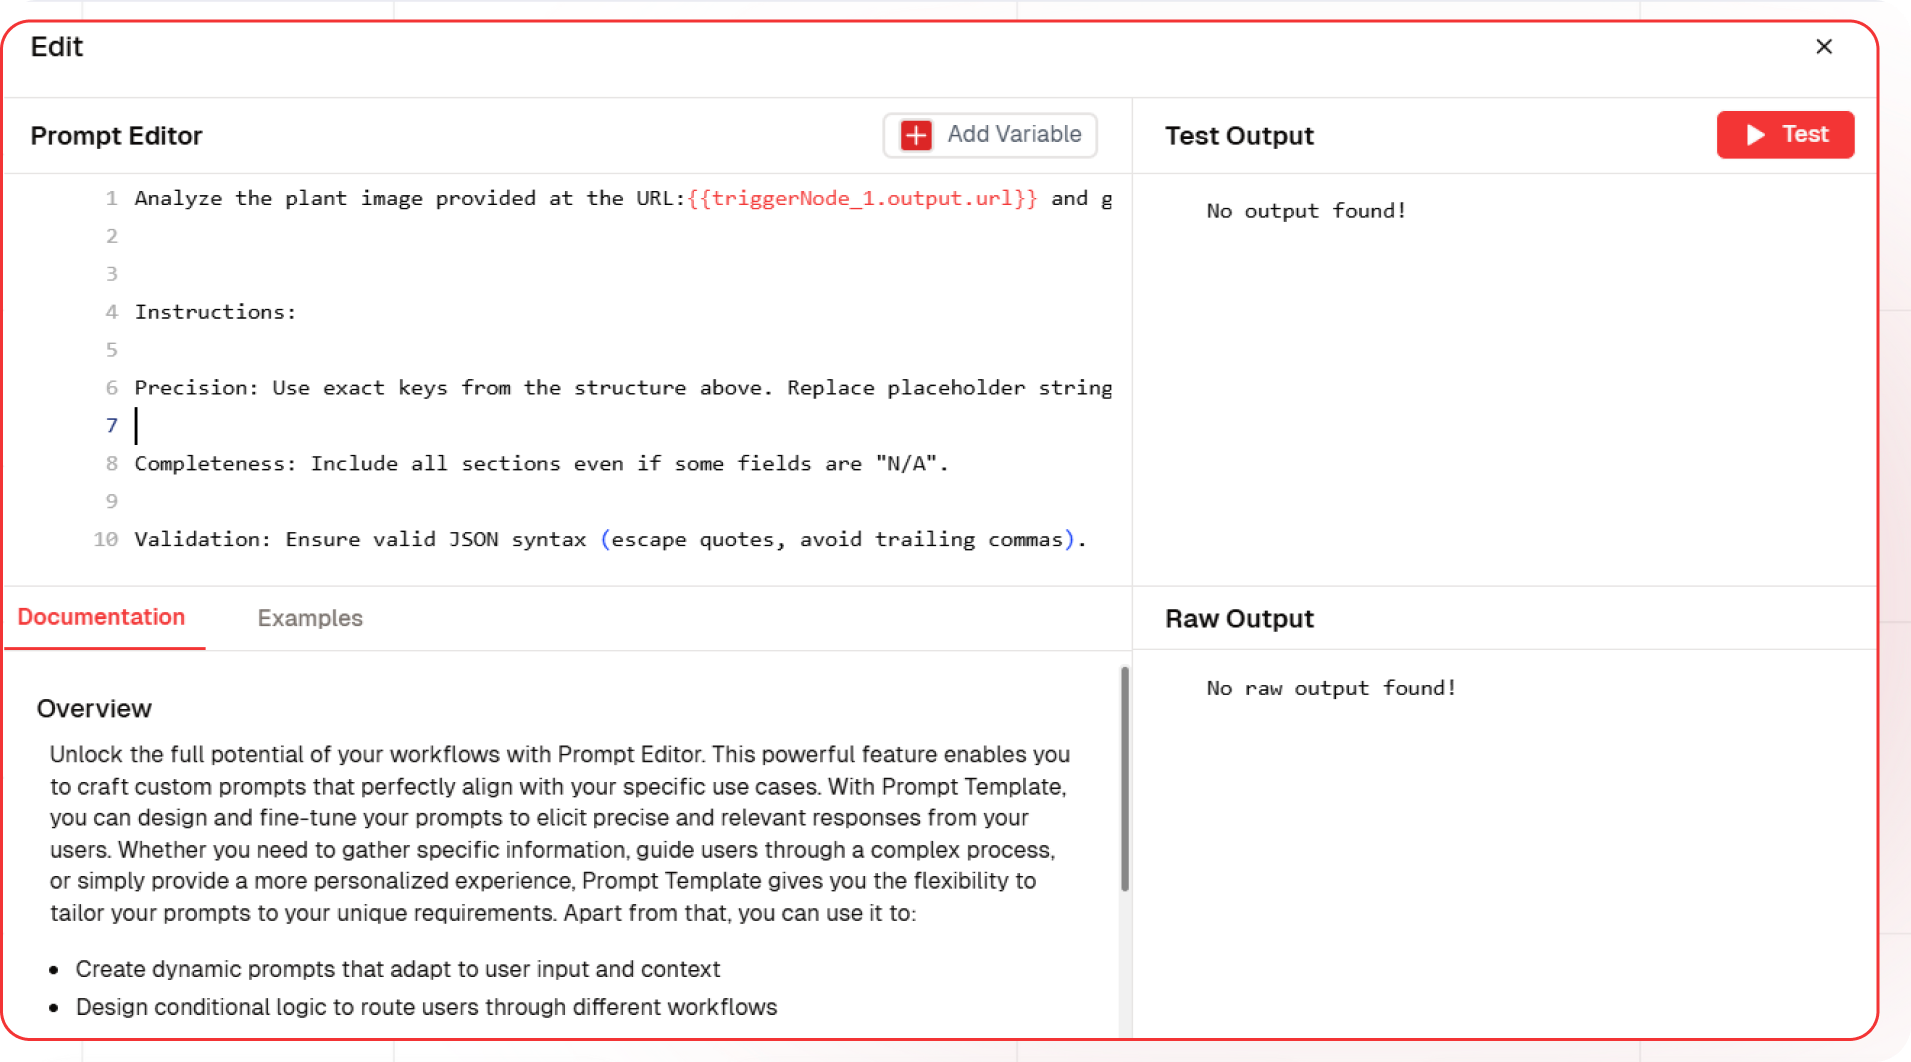 Edit
Prompt Editor
Add Variable
1 Analyze the plant image provided at the URL:{{triggerNode_1.output.url}} and g
2
3
4 Instructions:
5
6 Precision: Use exact keys from the structure above. Replace placeholder string
7
8 Completeness: Include all sections even if some fields are "N/A".
9
10 Validation: Ensure valid JSON syntax (escape quotes, avoid trailing commas).
Test Output
Test
No output found!
Documentation
Examples
Overview
Unlock the full potential of your workflows with Prompt Editor. This powerful feature enables you
to craft custom prompts that perfectly align with your specific use cases. With Prompt Template,
you can design and fine-tune your prompts to elicit precise and relevant responses from your
users. Whether you need to gather specific information, guide users through a complex process,
or simply provide a more personalized experience, Prompt Template gives you the flexibility to
tailor your prompts to your unique requirements. Apart from that, you can use it to:
• Create dynamic prompts that adapt to user input and context
• Design conditional logic to route users through different workflows
Raw Output
No raw output found!